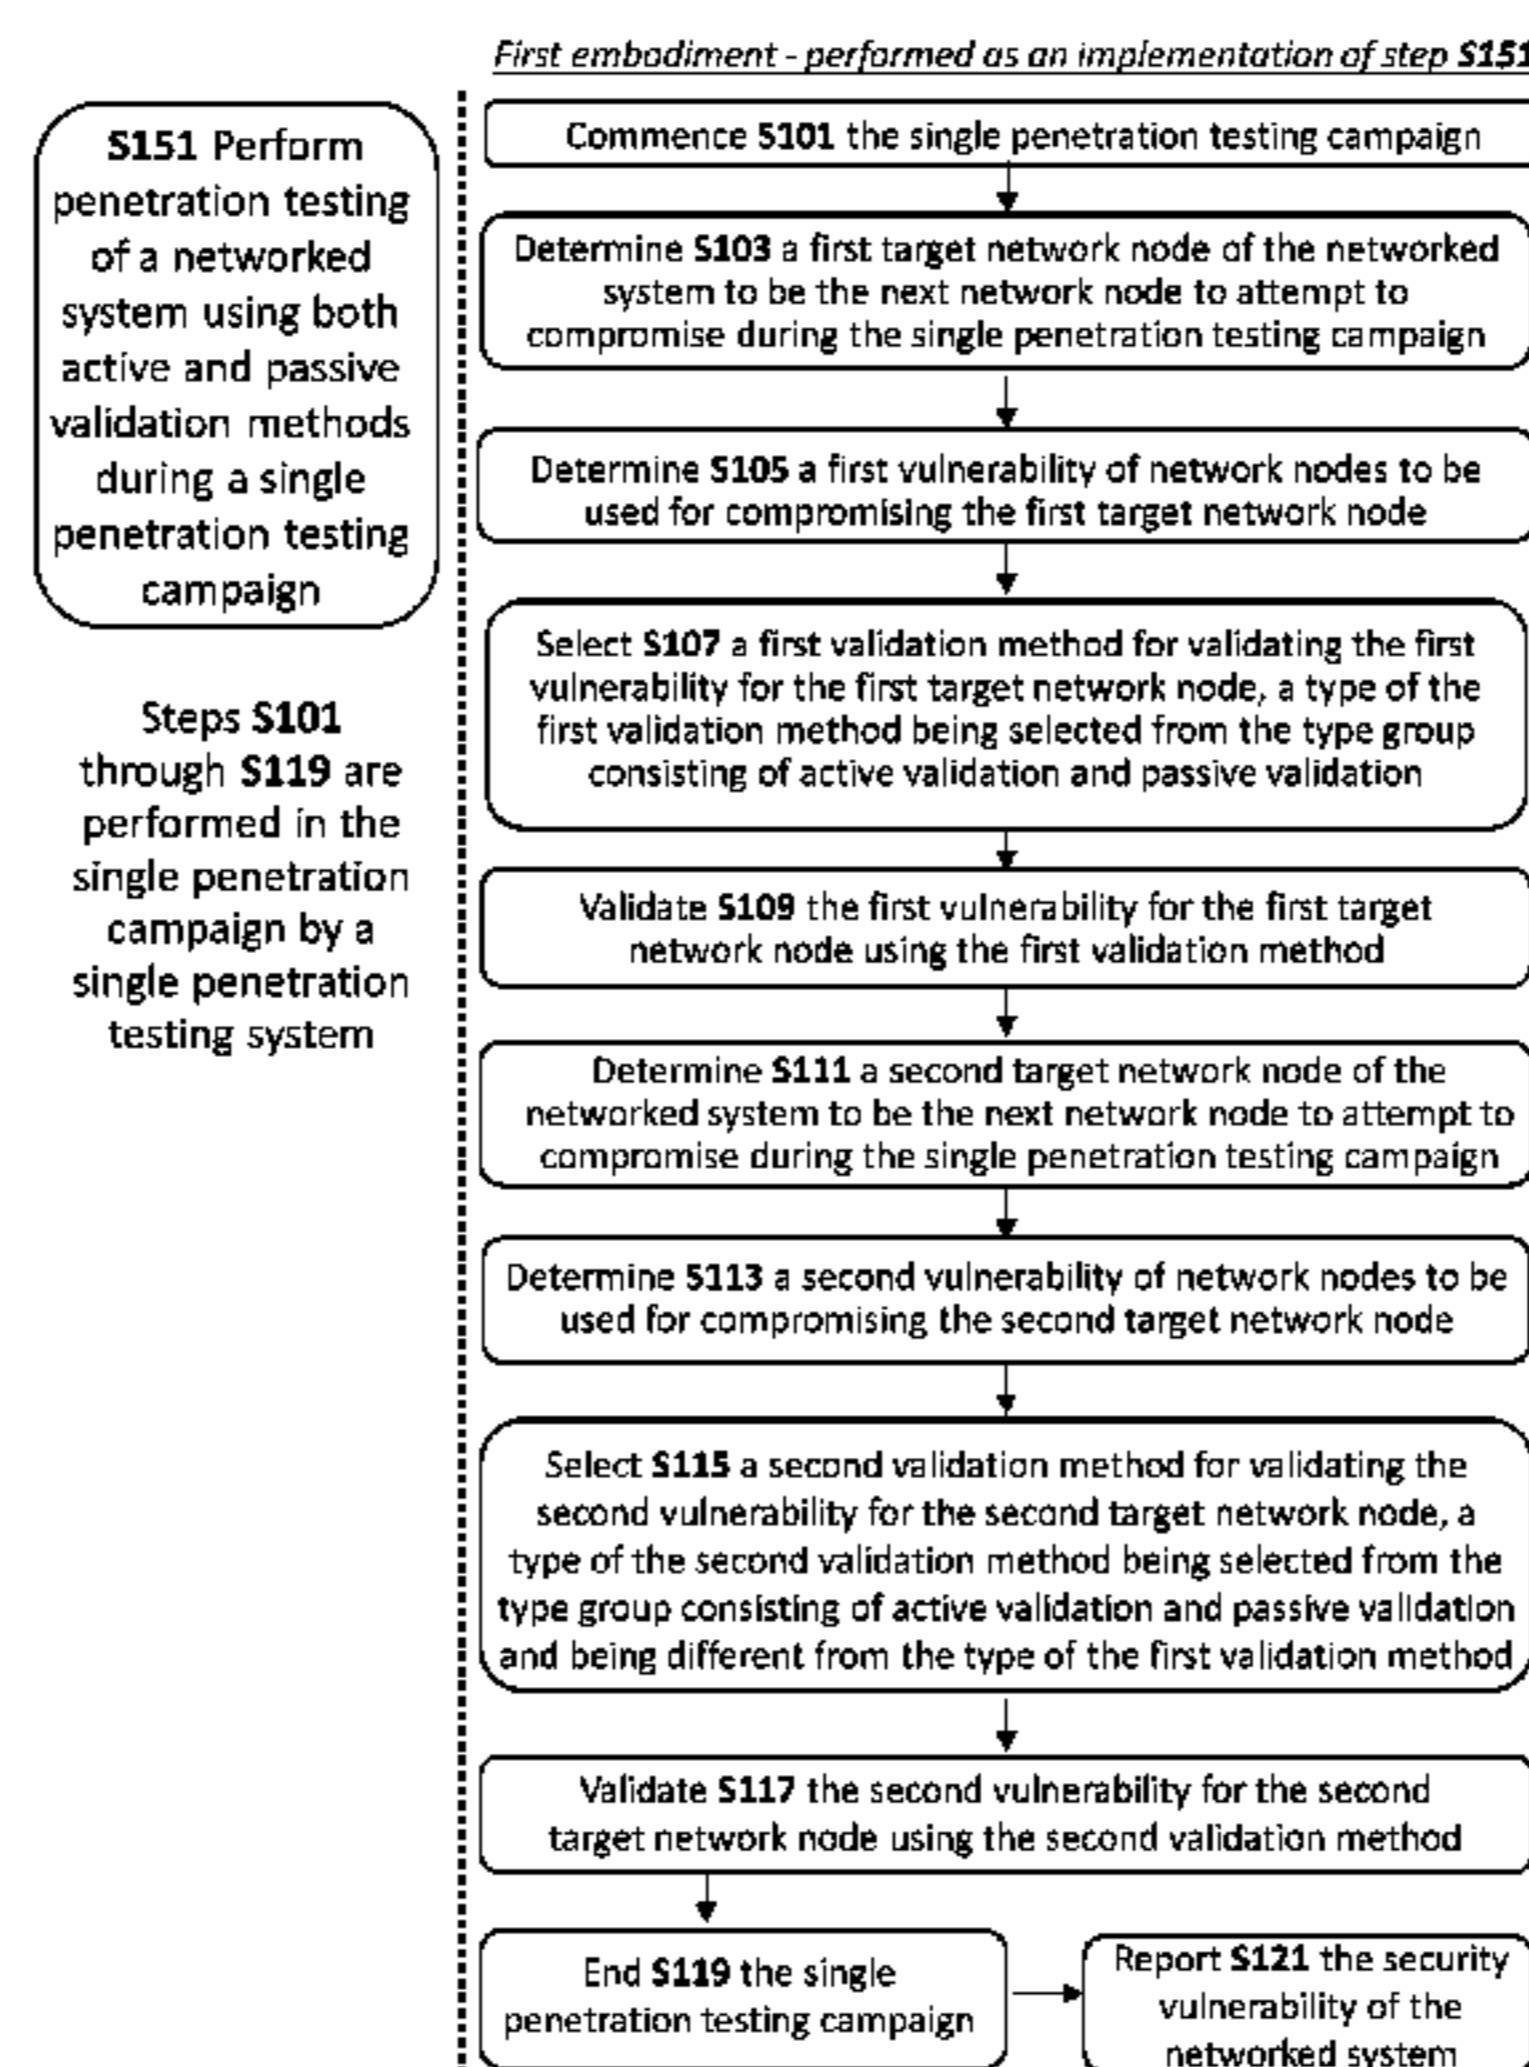 First embodiment - performed as an implementation of step S151
S151 Perform
penetration testing
of a networked
system using both
active and passive
validation methods
during a single
penetration testing
campaign
Steps S101
through S119 are
performed in the
single penetration
campaign by a
single penetration
testing system
Commence S101 the single penetration testing campaign
Determine S103 a first target network node of the networked
system to be the next network node to attempt to
compromise during the single penetration testing campaign
Determine S105 a first vulnerability of network nodes to be
used for compromising the first target network node
Select S107 a first validation method for validating the first
vulnerability for the first target network node, a type of the
first validation method being selected from the type group
consisting of active validation and passive validation
Validate S109 the first vulnerability for the first target
network node using the first validation method
Determine S111 a second target network node of the
networked system to be the next network node to attempt to
compromise during the single penetration testing campaign
Determine S113 a second vulnerability of network nodes to be
used for compromising the second target network node
Select S115 a second validation method for validating the
second vulnerability for the second target network node, a
type of the second validation method being selected from the
type group consisting of active validation and passive validation
and being different from the type of the first validation method
Validate S117 the second vulnerability for the second
target network node using the second validation method
End S119 the single
penetration testing campaign
Report S121 the security
vulnerability of the
networked system